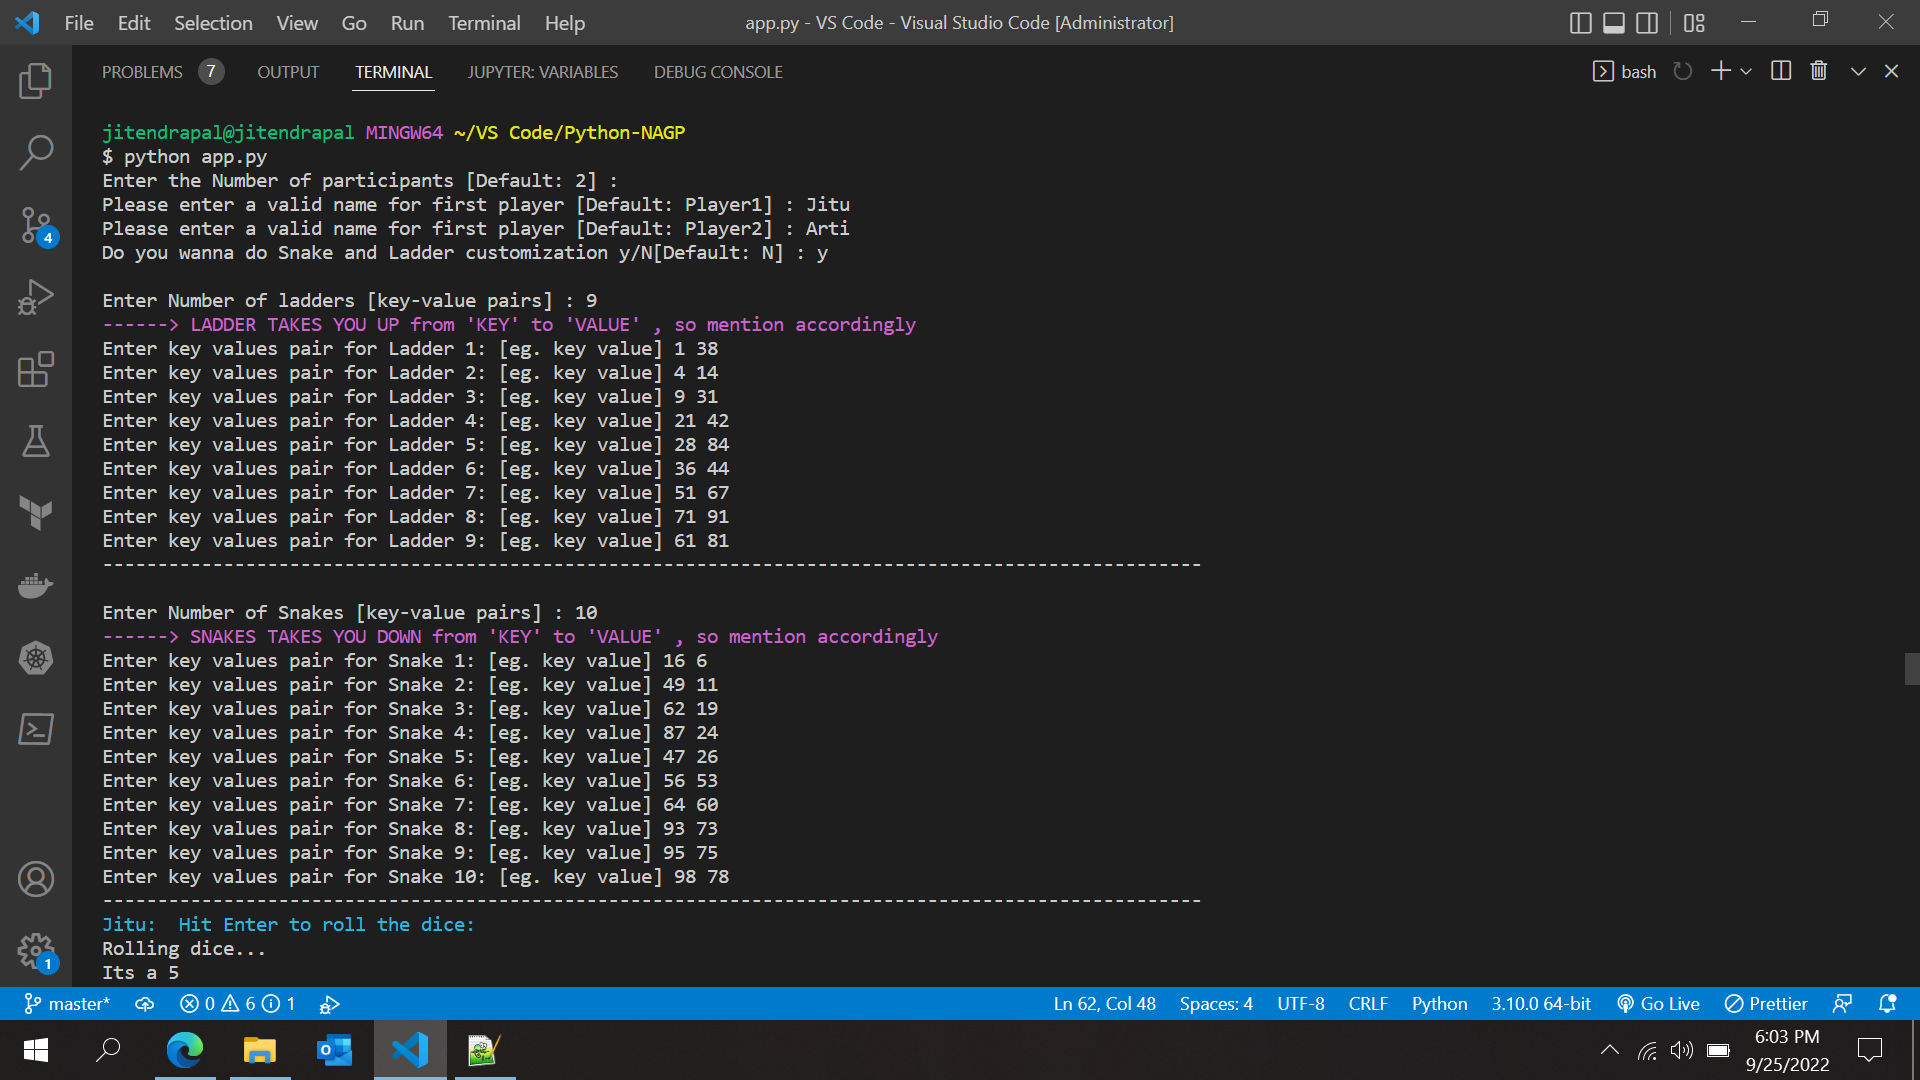 File Edit Selection View Go Run Terminal Help app.py - VS Code - Visual Studio Code [Administrator]
PROBLEMS 7 OUTPUT TERMINAL JUPYTER: VARIABLES DEBUG CONSOLE bash
jitendrapal@jitendrapal MINGW64 ~/VS Code/Python-NAGP
$ python app.py
Enter the Number of participants [Default: 2] :
Please enter a valid name for first player [Default: Player1] : Jitu
Please enter a valid name for first player [Default: Player2] : Arti
Do you wanna do Snake and Ladder customization y/N[Default: N] : y
Enter Number of ladders [key-value pairs] : 9
------> LADDER TAKES YOU UP from 'KEY' to 'VALUE' , so mention accordingly
Enter key values pair for Ladder 1: [eg. key value] 1 38
Enter key values pair for Ladder 2: [eg. key value] 4 14
Enter key values pair for Ladder 3: [eg. key value] 9 31
Enter key values pair for Ladder 4: [eg. key value] 21 42
Enter key values pair for Ladder 5: [eg. key value] 28 84
Enter key values pair for Ladder 6: [eg. key value] 36 44
Enter key values pair for Ladder 7: [eg. key value] 51 67
Enter key values pair for Ladder 8: [eg. key value] 71 91
Enter key values pair for Ladder 9: [eg. key value] 61 81
----------------------------------------------------------------------------------------------------
Enter Number of Snakes [key-value pairs] : 10
------> SNAKES TAKES YOU DOWN from 'KEY' to 'VALUE' , so mention accordingly
Enter key values pair for Snake 1: [eg. key value] 16 6
Enter key values pair for Snake 2: [eg. key value] 49 11
Enter key values pair for Snake 3: [eg. key value] 62 19
Enter key values pair for Snake 4: [eg. key value] 87 24
Enter key values pair for Snake 5: [eg. key value] 47 26
Enter key values pair for Snake 6: [eg. key value] 56 53
Enter key values pair for Snake 7: [eg. key value] 64 60
Enter key values pair for Snake 8: [eg. key value] 93 73
Enter key values pair for Snake 9: [eg. key value] 95 75
Enter key values pair for Snake 10: [eg. key value] 98 78
----------------------------------------------------------------------------------------------------
Jitu:  Hit Enter to roll the dice:
Rolling dice...
Its a 5
4
1
master* 0 6 1 Ln 62, Col 48 Spaces: 4 UTF-8 CRLF Python 3.10.0 64-bit Go Live Prettier
6:03 PM
9/25/2022